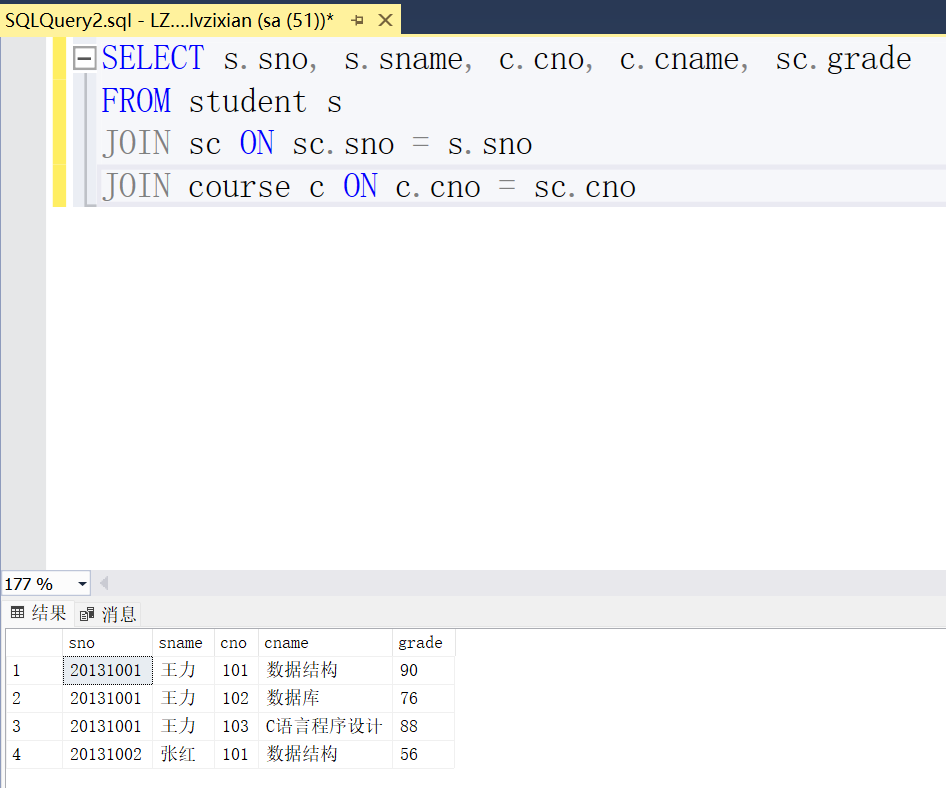 SQLQuery2.sql - LZ....lvzixian (sa (51))*
SELECT s.sno, s.sname, c.cno, c.cname, sc.grade
FROM student s
JOIN sc ON sc.sno = s.sno
JOIN course c ON c.cno = sc.cno
177 %
结果 消息
sno sname cno cname grade
1 20131001 王力 101 数据结构 90
2 20131001 王力 102 数据库 76
3 20131001 王力 103 C语言程序设计 88
4 20131002 张红 101 数据结构 56